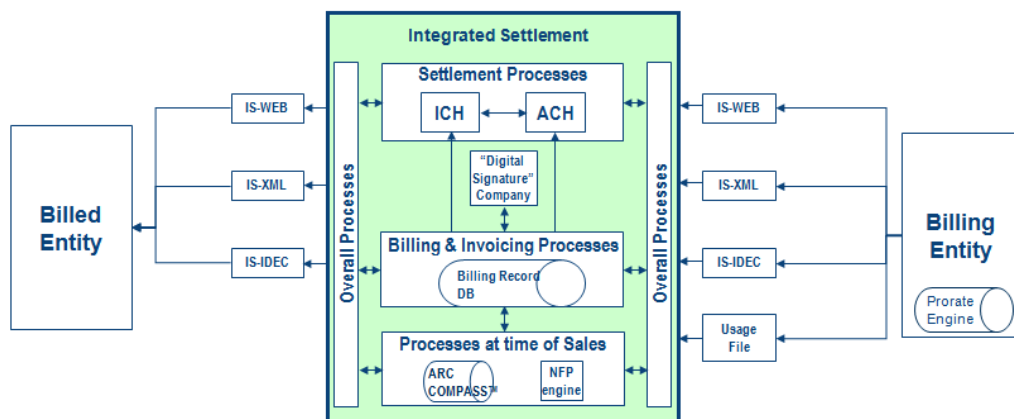 Integrated Settlement
Settlement Processes
ICH
ACH
"Digital
Signature"
Company
Billing & Invoicing Processes
Billing Record
DB
Processes at time of Sales
ARC
COMPASS™
NFP
engine
Overall Processes
Overall Processes
IS-WEB
IS-XML
IS-IDEC
Billed
Entity
IS-WEB
IS-XML
IS-IDEC
Usage
File
Billing
Entity
Prorate
Engine